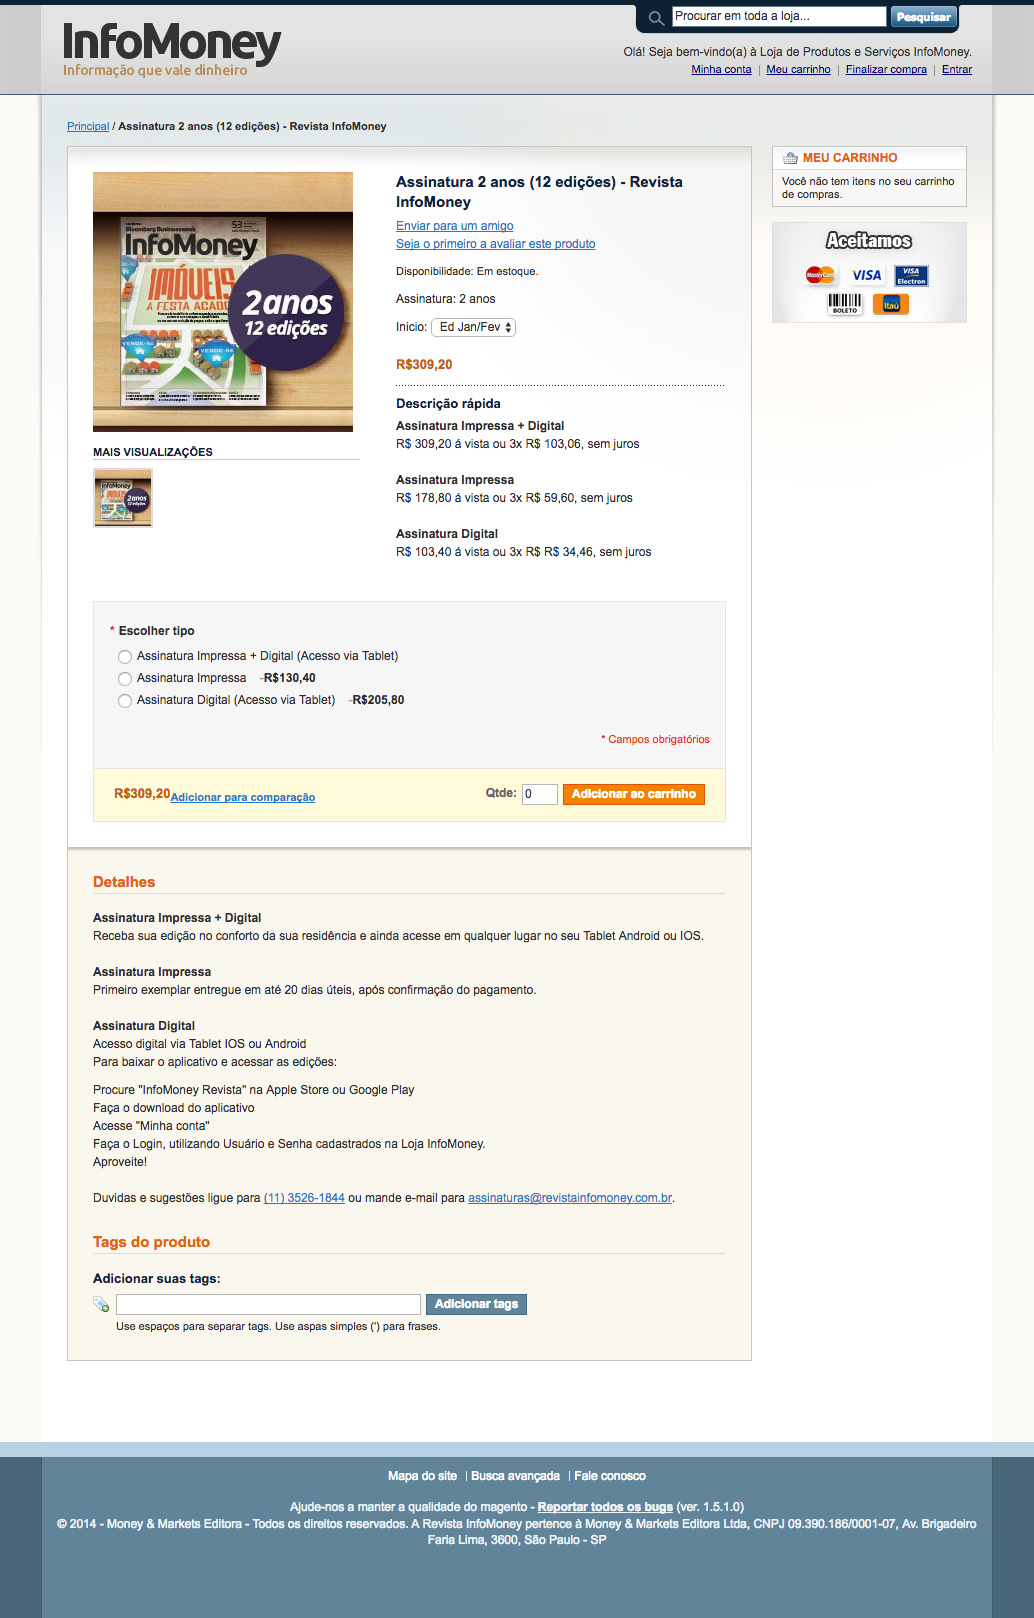 InfoMoney
Informação que vale dinheiro
Procurar em toda a loja...
Pesquisar
Olá! Seja bem-vindo(a) à Loja de Produtos e Serviços InfoMoney.
Minha conta | Meu carrinho | Finalizar compra | Entrar
Principal / Assinatura 2 anos (12 edições) - Revista InfoMoney
Bloomberg Businessweek
53
InfoMoney
IMÓVEIS
A FESTA ACAB
VENDE-SE
VENDE-SE
2anos
12 edições
MAIS VISUALIZAÇÕES
InfoMoney
IMÓVEIS
2anos
12 edições
Assinatura 2 anos (12 edições) - Revista
InfoMoney
Enviar para um amigo
Seja o primeiro a avaliar este produto
Disponibilidade: Em estoque.
Assinatura: 2 anos
Inicio: Ed Jan/Fev
R$309,20
Descrição rápida
Assinatura Impressa + Digital
R$ 309,20 á vista ou 3x R$ 103,06, sem juros
Assinatura Impressa
R$ 178,80 á vista ou 3x R$ 59,60, sem juros
Assinatura Digital
R$ 103,40 á vista ou 3x R$ R$ 34,46, sem juros
MEU CARRINHO
Você não tem itens no seu carrinho
de compras.
Aceitamos
MasterCard
VISA
VISA
Electron
BOLETO
Itaú
* Escolher tipo
Assinatura Impressa + Digital (Acesso via Tablet)
Assinatura Impressa -R$130,40
Assinatura Digital (Acesso via Tablet) -R$205,80
* Campos obrigatórios
R$309,20 Adicionar para comparação
Qtde: 0 Adicionar ao carrinho
Detalhes
Assinatura Impressa + Digital
Receba sua edição no conforto da sua residência e ainda acesse em qualquer lugar no seu Tablet Android ou IOS.
Assinatura Impressa
Primeiro exemplar entregue em até 20 dias úteis, após confirmação do pagamento.
Assinatura Digital
Acesso digital via Tablet IOS ou Android
Para baixar o aplicativo e acessar as edições:
Procure "InfoMoney Revista" na Apple Store ou Google Play
Faça o download do aplicativo
Acesse "Minha conta"
Faça o Login, utilizando Usuário e Senha cadastrados na Loja InfoMoney.
Aproveite!
Duvidas e sugestões ligue para (11) 3526-1844 ou mande e-mail para assinaturas@revistainfomoney.com.br.
Tags do produto
Adicionar suas tags:
Adicionar tags
Use espaços para separar tags. Use aspas simples (') para frases.
Mapa do site | Busca avançada | Fale conosco
Ajude-nos a manter a qualidade do magento - Reportar todos os bugs (ver. 1.5.1.0)
© 2014 - Money & Markets Editora - Todos os direitos reservados. A Revista InfoMoney pertence à Money & Markets Editora Ltda, CNPJ 09.390.186/0001-07, Av. Brigadeiro
Faria Lima, 3600, São Paulo - SP